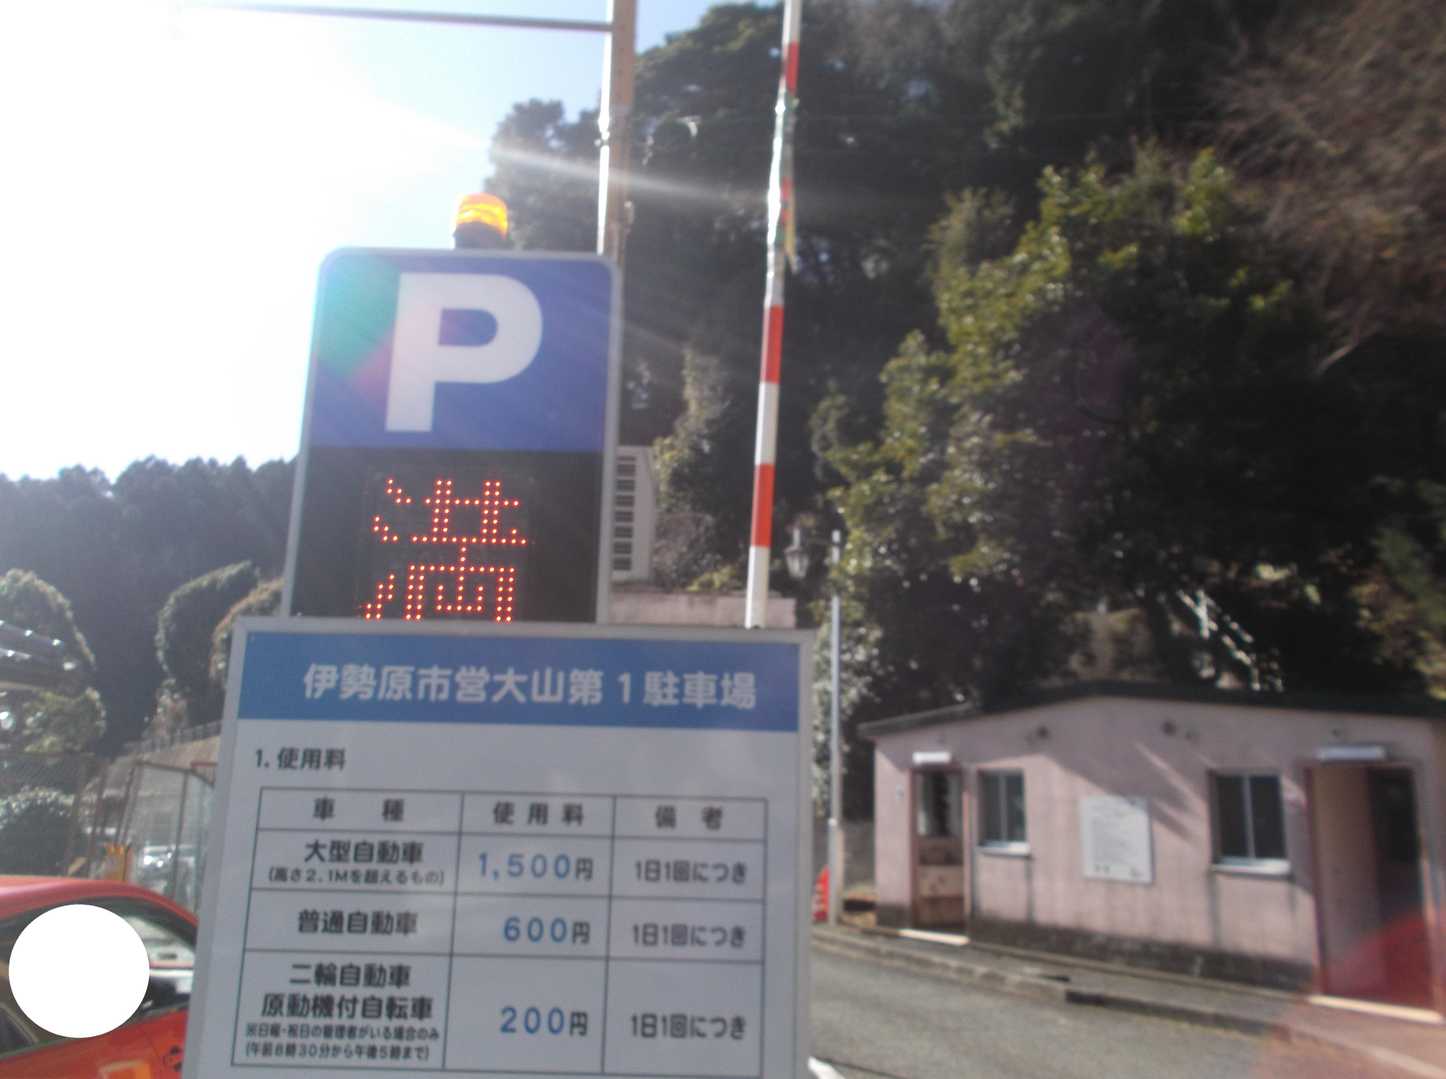 P
満
伊勢原市営大山第1駐車場
1. 使用料
車 種 使用料 備 考
大型自動車 1,500円 1日1回につき
(高さ2.1Mを超えるもの)
普通自動車 600円 1日1回につき
二輪自動車
原動機付自転車 200円 1日1回につき
※日曜・祝日の管理者がいる場合のみ
(午前8時30分から午後5時まで)